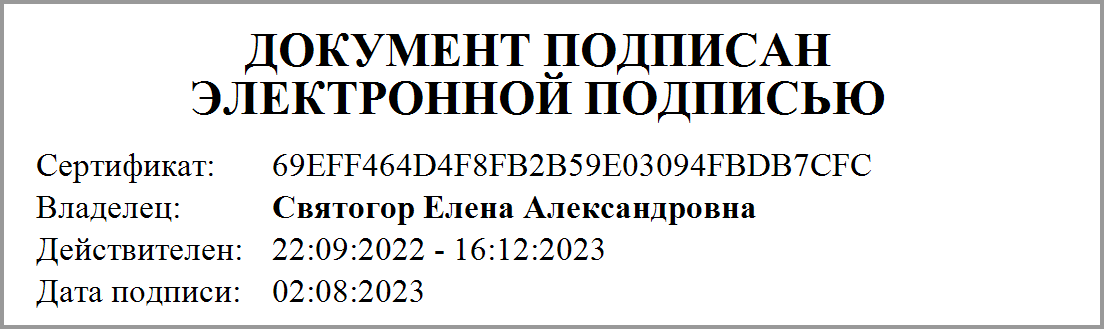 ДОКУМЕНТ ПОДПИСАН
ЭЛЕКТРОННОЙ ПОДПИСЬЮ
Сертификат: 69EFF464D4F8FB2B59E03094FBDB7CFC
Владелец: Святогор Елена Александровна
Действителен: 22:09:2022 - 16:12:2023
Дата подписи: 02:08:2023